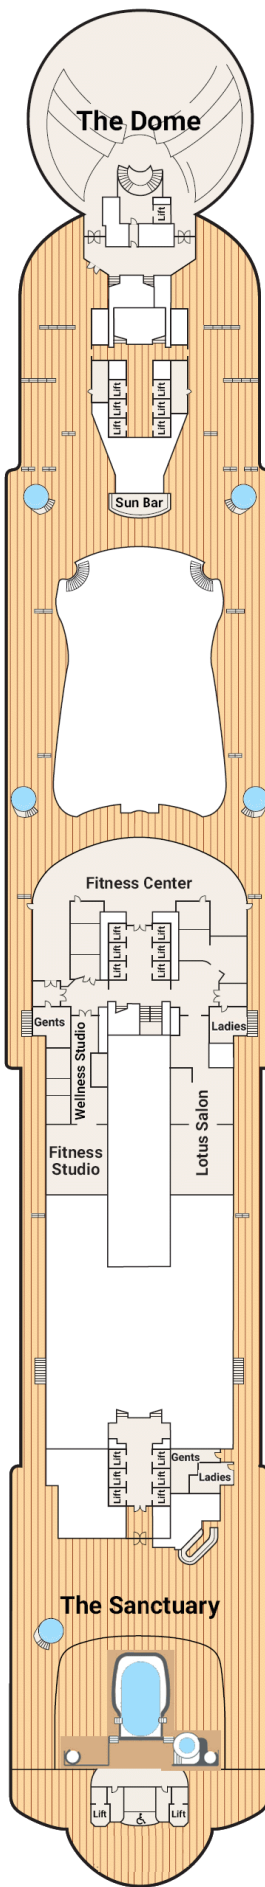 The Dome
Lift
Lift Lift
Lift Lift
Lift Lift
Sun Bar
Fitness Center
Lift Lift
Lift Lift
Lift Lift
Gents
Ladies
Wellness Studio
Lotus Salon
Fitness
Studio
Lift Lift
Lift Lift
Lift Lift
Gents
Ladies
The Sanctuary
Lift Lift